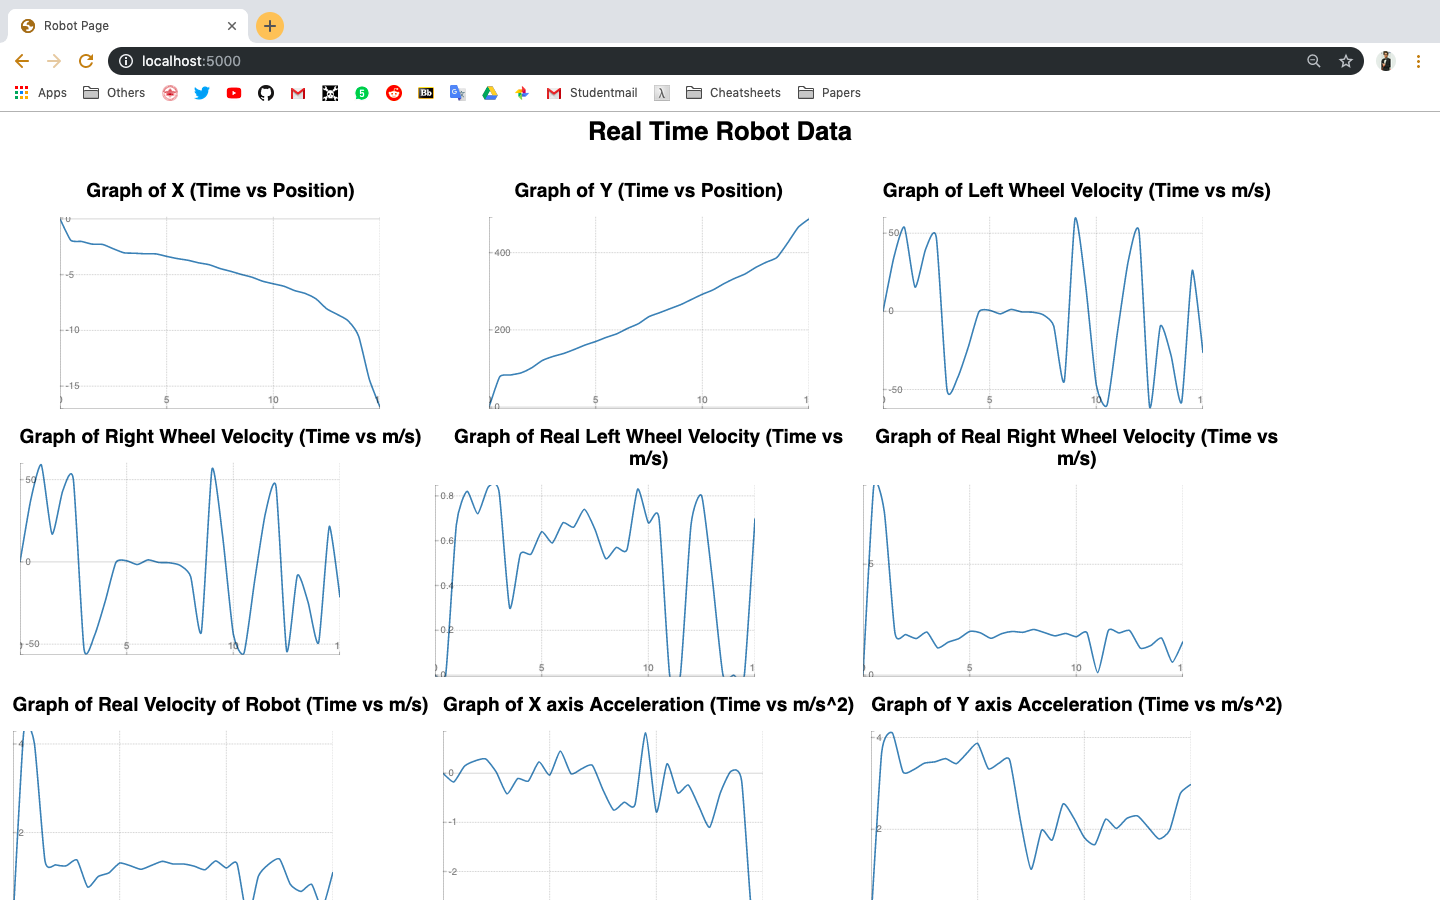 Robot Page
localhost:5000
Apps
Others
Bb
Studentmail
λ
Cheatsheets
Papers
Real Time Robot Data
Graph of X (Time vs Position)
0
-5
-10
-15
5
10
1
Graph of Y (Time vs Position)
400
200
0
5
10
1
Graph of Left Wheel Velocity (Time vs m/s)
50
0
-50
5
10
1
Graph of Right Wheel Velocity (Time vs m/s)
50
0
-50
5
10
1
Graph of Real Left Wheel Velocity (Time vs
m/s)
0.8
0.6
0.4
0.2
0
5
10
1
Graph of Real Right Wheel Velocity (Time vs
m/s)
5
0
5
10
1
Graph of Real Velocity of Robot (Time vs m/s)
4
2
Graph of X axis Acceleration (Time vs m/s^2)
0
-1
-2
Graph of Y axis Acceleration (Time vs m/s^2)
4
2